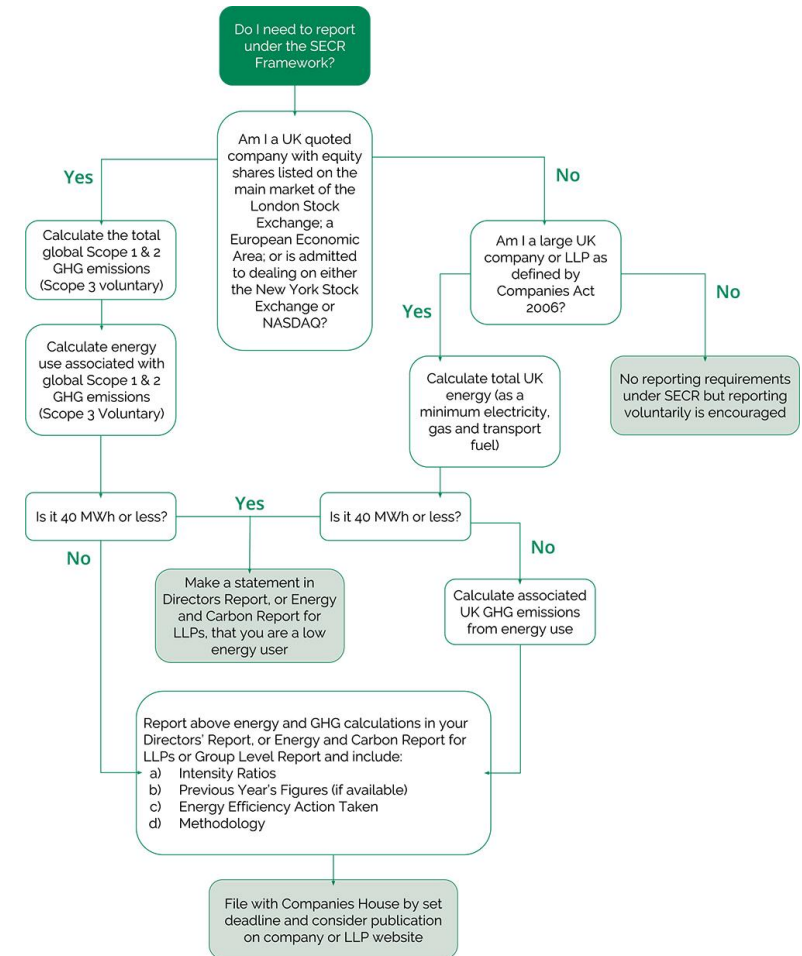 Do I need to report
under the SECR
Framework?
Am I a UK quoted
company with equity
shares listed on the
main market of the
London Stock
Exchange; a
European Economic
Area; or is admitted
to dealing on either
the New York Stock
Exchange or
NASDAQ?
Yes
No
Calculate the total
global Scope 1 & 2
GHG emissions
(Scope 3 voluntary)
Am I a large UK
company or LLP as
defined by
Companies Act
2006?
Yes
No
Calculate energy
use associated with
global Scope 1 & 2
GHG emissions
(Scope 3 Voluntary)
Calculate total UK
energy (as a
minimum electricity,
gas and transport
fuel)
No reporting requirements
under SECR but reporting
voluntarily is encouraged
Is it 40 MWh or less?
Yes
Is it 40 MWh or less?
No
No
Make a statement in
Directors Report, or Energy
and Carbon Report for
LLPs, that you are a low
energy user
Calculate associated
UK GHG emissions
from energy use
Report above energy and GHG calculations in your
Directors' Report, or Energy and Carbon Report for
LLPs or Group Level Report and include:
a) Intensity Ratios
b) Previous Year's Figures (if available)
c) Energy Efficiency Action Taken
d) Methodology
File with Companies House by set
deadline and consider publication
on company or LLP website